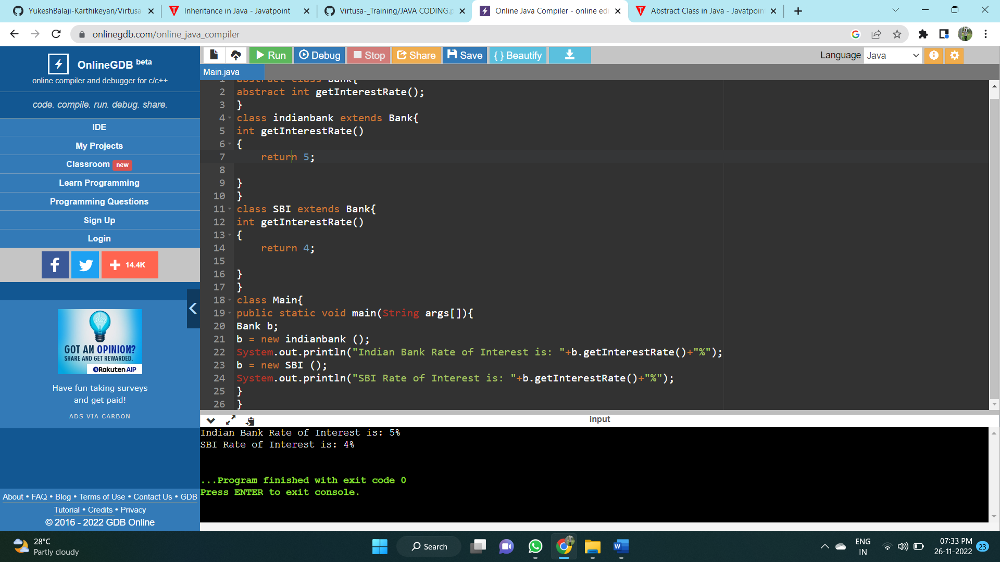 YukeshBalaji-Karthikeyan/Virtusa
Inheritance in Java - Javatpoint
Virtusa-_Training/JAVA CODING.p
Online Java Compiler - online edi
Abstract Class in Java - Javatpoin
onlinegdb.com/online_java_compiler
OnlineGDB beta
online compiler and debugger for c/c++
code. compile. run. debug. share.
IDE
My Projects
Classroom new
Learn Programming
Programming Questions
Sign Up
Login
f
14.4K
idea
GOT AN OPINION?
SHARE AND GET REWARDED.
Rakuten AIP
Have fun taking surveys
and get paid!
ADS VIA CARBON
About • FAQ • Blog • Terms of Use • Contact Us • GDB
Tutorial • Credits • Privacy
© 2016 - 2022 GDB Online
Run Debug Stop Share Save { } Beautify
Language Java
Main.java
1 abstract class Bank{
2 abstract int getInterestRate();
3 }
4 class indianbank extends Bank{
5 int getInterestRate()
6 {
7     return 5;
8
9 }
10 }
11 class SBI extends Bank{
12 int getInterestRate()
13 {
14     return 4;
15
16 }
17 }
18 class Main{
19 public static void main(String args[]){
20 Bank b;
21 b = new indianbank ();
22 System.out.println("Indian Bank Rate of Interest is: "+b.getInterestRate()+"%");
23 b = new SBI ();
24 System.out.println("SBI Rate of Interest is: "+b.getInterestRate()+"%");
25 }
26 }
input
Indian Bank Rate of Interest is: 5%
SBI Rate of Interest is: 4%
...Program finished with exit code 0
Press ENTER to exit console.
28°C
Partly cloudy
Search
ENG
IN
07:33 PM
26-11-2022
23